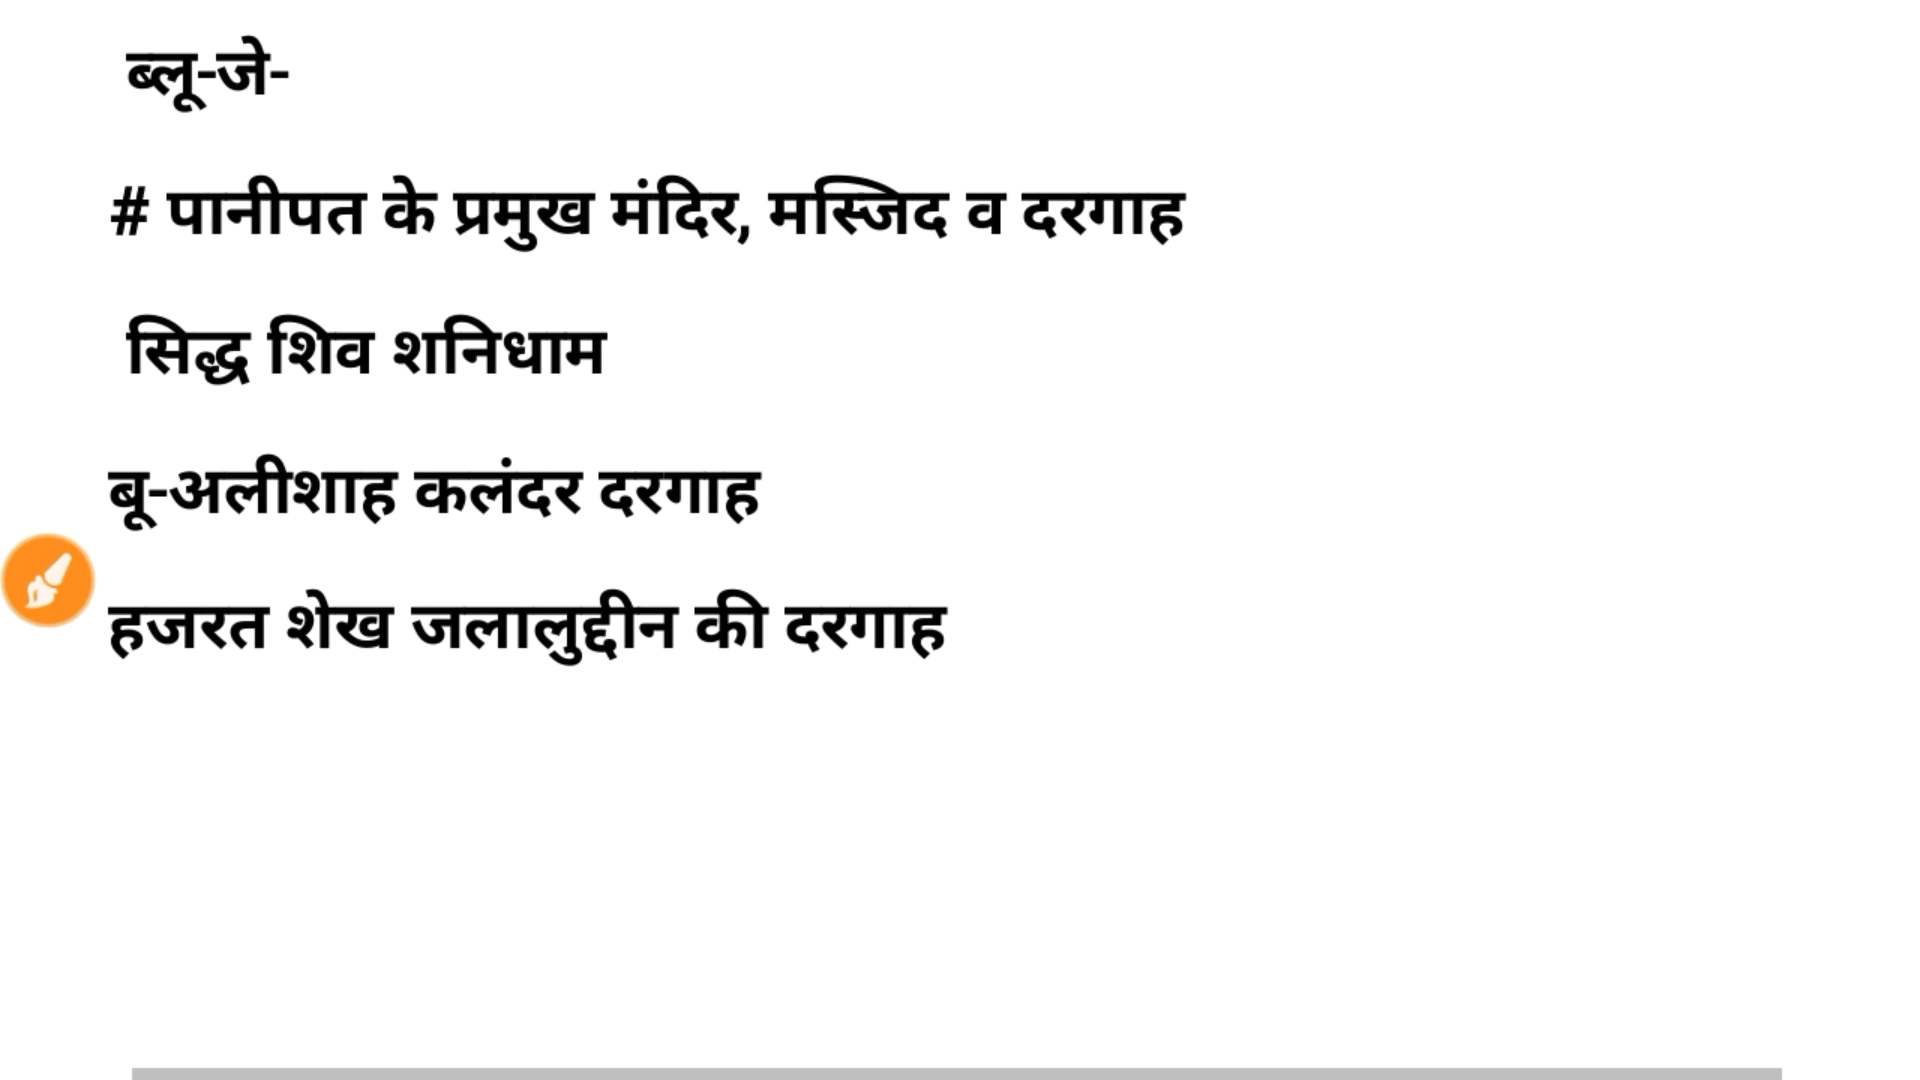 ब्लू-जे-
# पानीपत के प्रमुख मंदिर, मस्जिद व दरगाह
सिद्ध शिव शनिधाम
बू-अलीशाह कलंदर दरगाह
हजरत शेख जलालुद्दीन की दरगाह